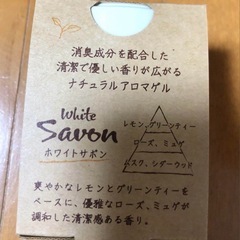 消臭成分を配合した
清潔で優しい香りが広がる
ナチュラルアロマゲル
White
Savon
ホワイトサボン
レモン、グリーンティー
ローズ、ミュゲ
ムスク、シダーウッド
爽やかなレモンとグリーンティーを
ベースに、優雅なローズ、ミュゲが
調和した清潔感ある香り。